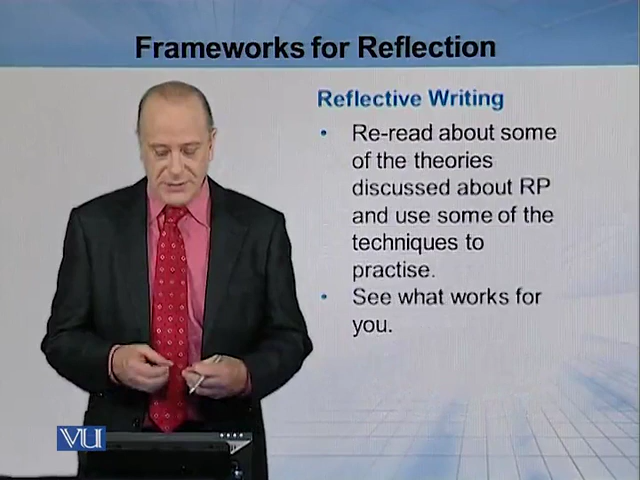 Frameworks for Reflection
Reflective Writing
• Re-read about some
of the theories
discussed about RP
and use some of the
techniques to
practise.
• See what works for
you.
VU